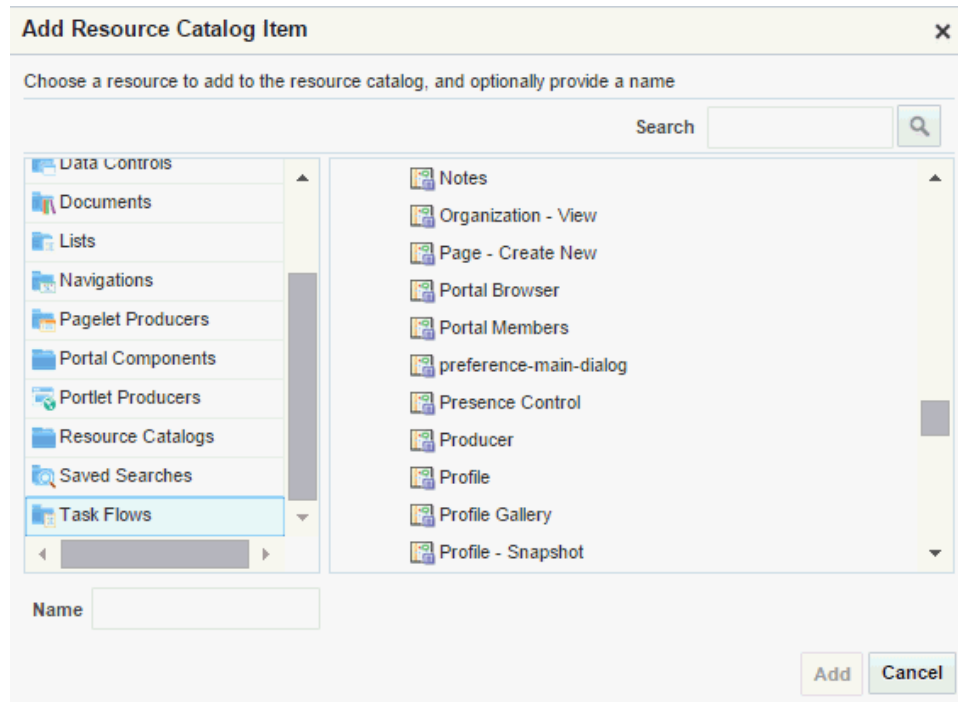 Add Resource Catalog Item
Choose a resource to add to the resource catalog, and optionally provide a name
Search
Data Controls
Documents
Lists
Navigations
Pagelet Producers
Portal Components
Portlet Producers
Resource Catalogs
Saved Searches
Task Flows
Notes
Organization - View
Page - Create New
Portal Browser
Portal Members
preference-main-dialog
Presence Control
Producer
Profile
Profile Gallery
Profile - Snapshot
Name
Add
Cancel